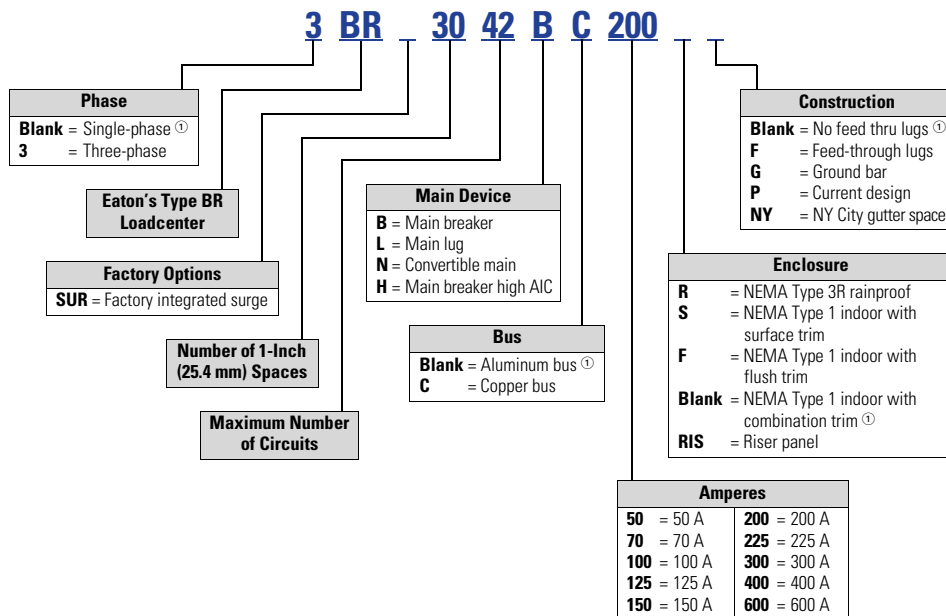 3 BR _ 30 42 B C 200 _ _
Phase
Blank = Single-phase ①
3 = Three-phase
Eaton's Type BR
Loadcenter
Factory Options
SUR = Factory integrated surge
Number of 1-Inch
(25.4 mm) Spaces
Maximum Number
of Circuits
Main Device
B = Main breaker
L = Main lug
N = Convertible main
H = Main breaker high AIC
Bus
Blank = Aluminum bus ①
C = Copper bus
Construction
Blank = No feed thru lugs ①
F = Feed-through lugs
G = Ground bar
P = Current design
NY = NY City gutter space
Enclosure
R = NEMA Type 3R rainproof
S = NEMA Type 1 indoor with
surface trim
F = NEMA Type 1 indoor with
flush trim
Blank = NEMA Type 1 indoor with
combination trim ①
RIS = Riser panel
Amperes
50 = 50 A 200 = 200 A
70 = 70 A 225 = 225 A
100 = 100 A 300 = 300 A
125 = 125 A 400 = 400 A
150 = 150 A 600 = 600 A